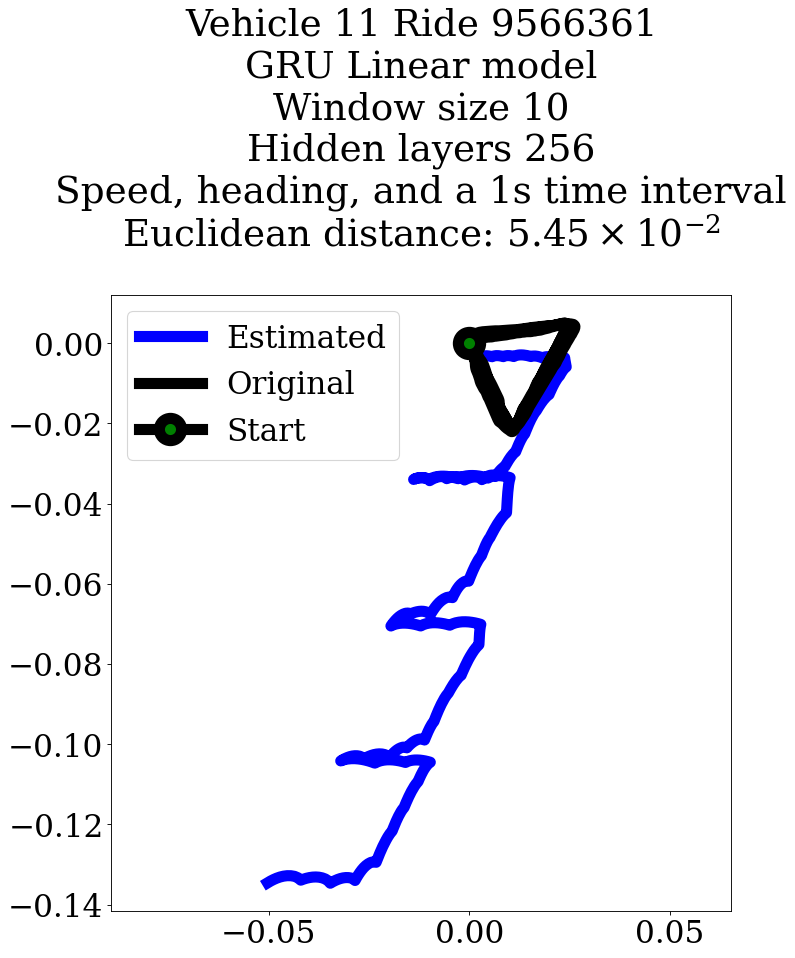 Vehicle 11 Ride 9566361
GRU Linear model
Window size 10
Hidden layers 256
Speed, heading, and a 1s time interval
Euclidean distance: 5.45 × 10⁻²
Estimated
Original
Start
0.00
−0.02
−0.04
−0.06
−0.08
−0.10
−0.12
−0.14
−0.05 0.00 0.05